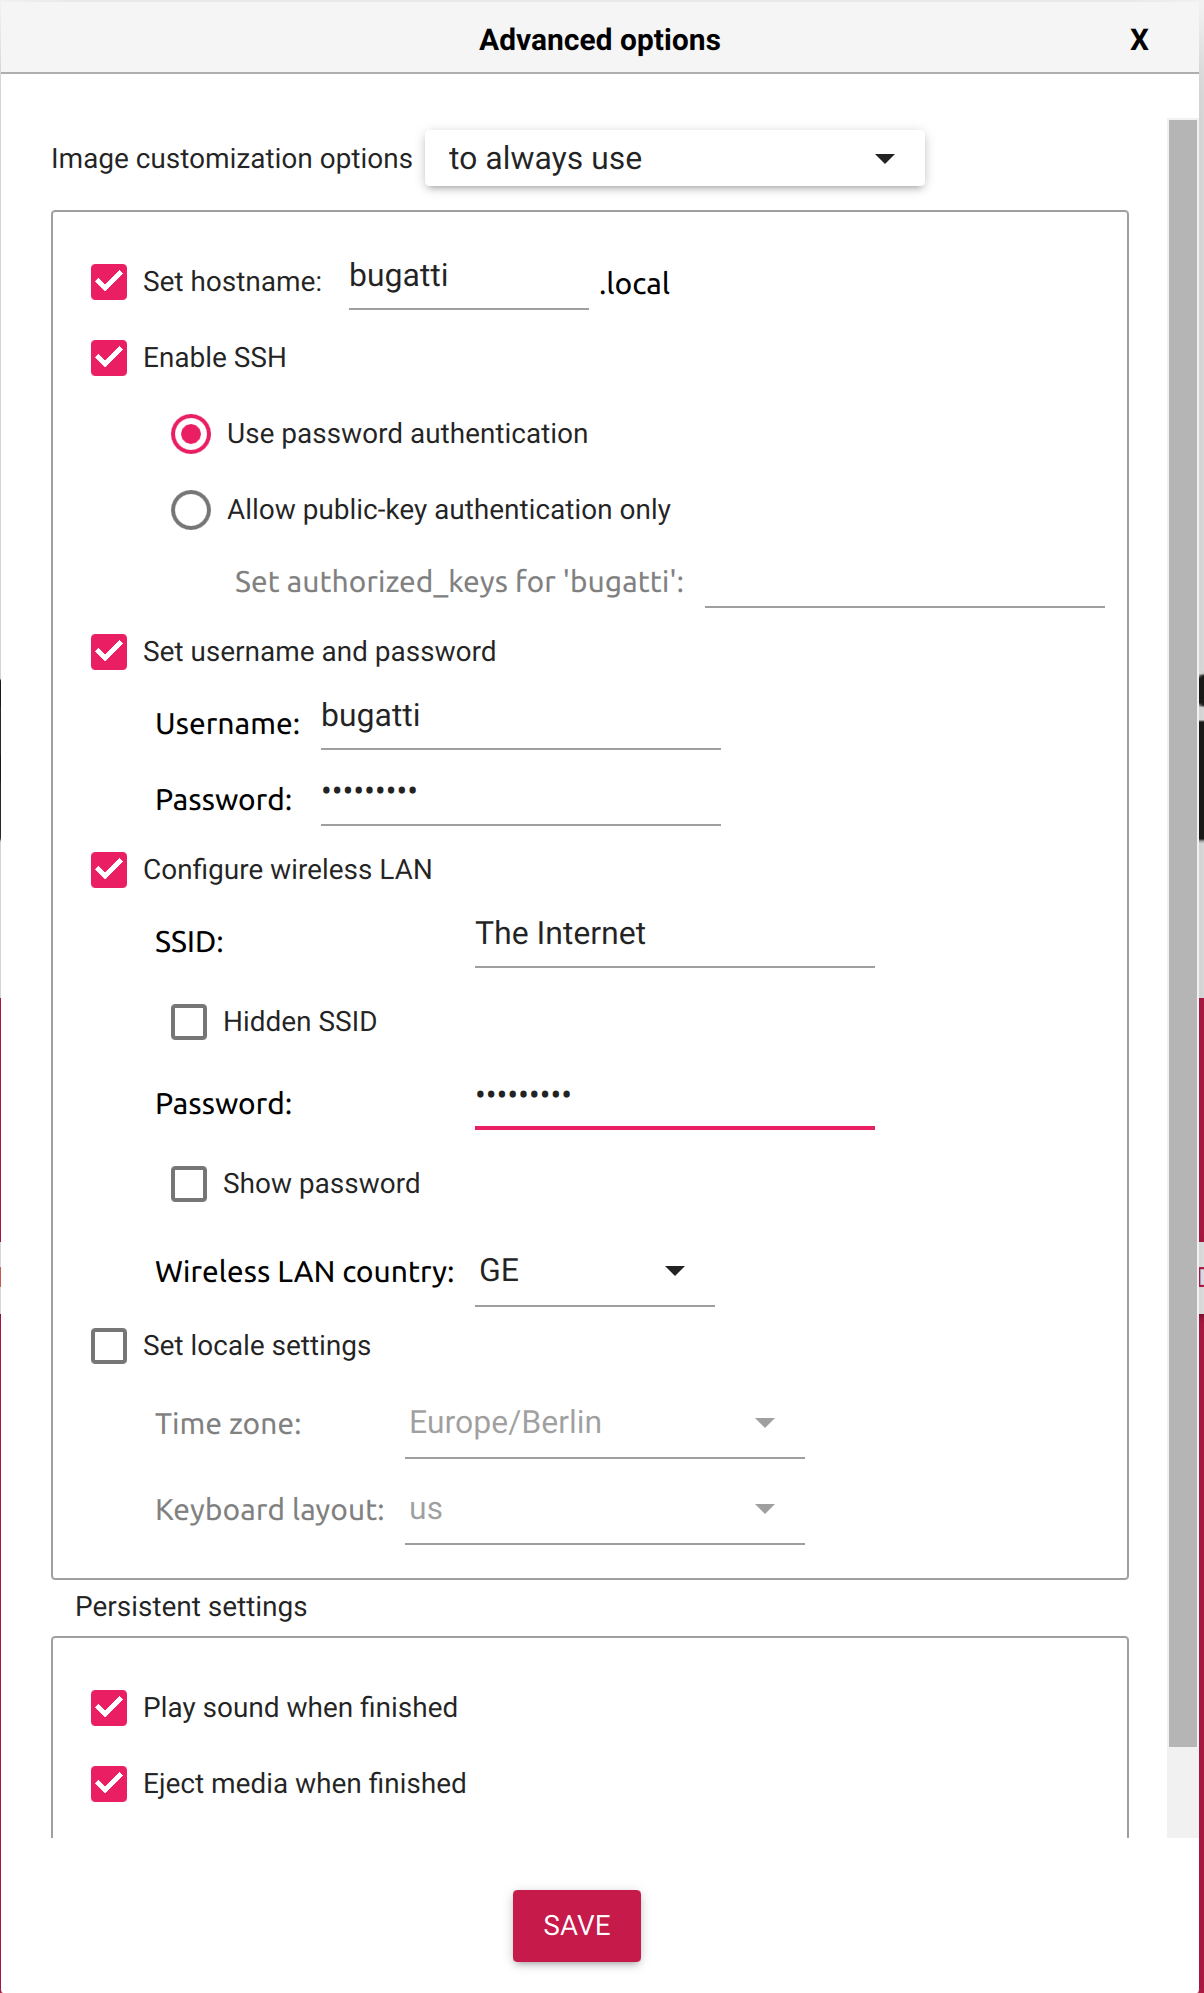 Advanced options X
Image customization options to always use
Set hostname: bugatti .local
Enable SSH
Use password authentication
Allow public-key authentication only
Set authorized_keys for 'bugatti':
Set username and password
Username: bugatti
Password: •••••••••
Configure wireless LAN
SSID: The Internet
Hidden SSID
Password: •••••••••
Show password
Wireless LAN country: GE
Set locale settings
Time zone: Europe/Berlin
Keyboard layout: us
Persistent settings
Play sound when finished
Eject media when finished
SAVE